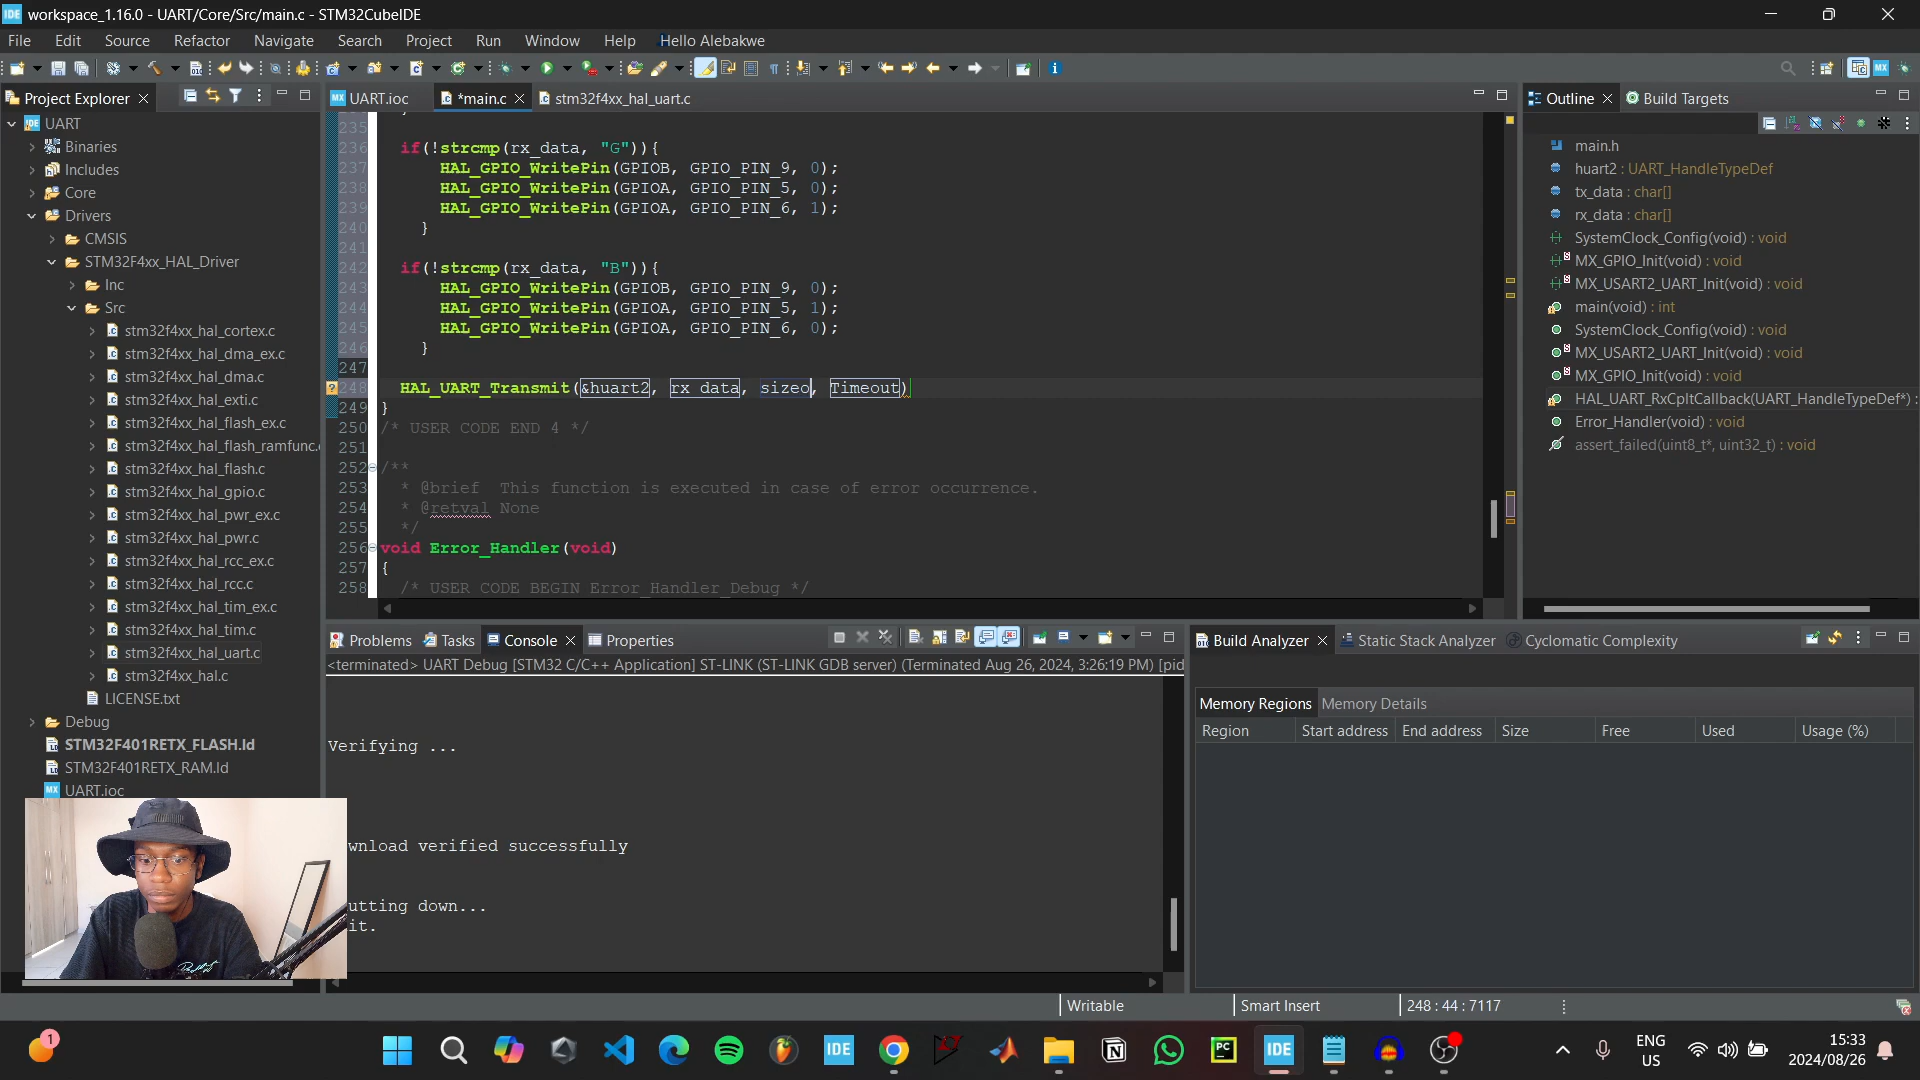 workspace_1.16.0 - UART/Core/Src/main.c - STM32CubeIDE
File Edit Source Refactor Navigate Search Project Run Window Help Hello Alebakwe
Project Explorer
UART
Binaries
Includes
Core
Drivers
CMSIS
STM32F4xx_HAL_Driver
Inc
Src
stm32f4xx_hal_cortex.c
stm32f4xx_hal_dma_ex.c
stm32f4xx_hal_dma.c
stm32f4xx_hal_exti.c
stm32f4xx_hal_flash_ex.c
stm32f4xx_hal_flash_ramfunc.
stm32f4xx_hal_flash.c
stm32f4xx_hal_gpio.c
stm32f4xx_hal_pwr_ex.c
stm32f4xx_hal_pwr.c
stm32f4xx_hal_rcc_ex.c
stm32f4xx_hal_rcc.c
stm32f4xx_hal_tim_ex.c
stm32f4xx_hal_tim.c
stm32f4xx_hal_uart.c
stm32f4xx_hal.c
LICENSE.txt
Debug
STM32F401RETX_FLASH.ld
STM32F401RETX_RAM.ld
UART.ioc
UART.ioc *main.c stm32f4xx_hal_uart.c
235
236 if(!strcmp(rx_data, "G")){
237 HAL_GPIO_WritePin(GPIOB, GPIO_PIN_9, 0);
238 HAL_GPIO_WritePin(GPIOA, GPIO_PIN_5, 0);
239 HAL_GPIO_WritePin(GPIOA, GPIO_PIN_6, 1);
240 }
241
242 if(!strcmp(rx_data, "B")){
243 HAL_GPIO_WritePin(GPIOB, GPIO_PIN_9, 0);
244 HAL_GPIO_WritePin(GPIOA, GPIO_PIN_5, 1);
245 HAL_GPIO_WritePin(GPIOA, GPIO_PIN_6, 0);
246 }
247
248 HAL_UART_Transmit(&huart2, rx_data, sizeo, Timeout)
249 }
250 /* USER CODE END 4 */
251
252 /**
253 * @brief This function is executed in case of error occurrence.
254 * @retval None
255 */
256 void Error_Handler(void)
257 {
258 /* USER CODE BEGIN Error_Handler_Debug */
Outline Build Targets
main.h
huart2 : UART_HandleTypeDef
tx_data : char[]
rx_data : char[]
SystemClock_Config(void) : void
MX_GPIO_Init(void) : void
MX_USART2_UART_Init(void) : void
main(void) : int
SystemClock_Config(void) : void
MX_USART2_UART_Init(void) : void
MX_GPIO_Init(void) : void
HAL_UART_RxCpltCallback(UART_HandleTypeDef*) :
Error_Handler(void) : void
assert_failed(uint8_t*, uint32_t) : void
Problems Tasks Console Properties
<terminated> UART Debug [STM32 C/C++ Application] ST-LINK (ST-LINK GDB server) (Terminated Aug 26, 2024, 3:26:19 PM) [pid
Verifying ...
wnload verified successfully
utting down...
it.
Build Analyzer Static Stack Analyzer Cyclomatic Complexity
Memory Regions Memory Details
Region Start address End address Size Free Used Usage (%)
Writable Smart Insert 248 : 44 : 7117
1
IDE
IDE
PC
ENG
US
15:33
2024/08/26